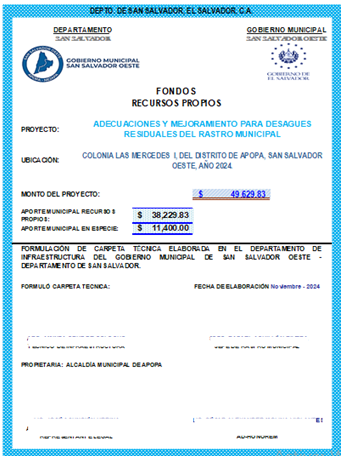 DEPTO. DE SAN SALVADOR, EL SALVADOR, C.A.
DEPARTAMENTO
SAN SALVADOR
GOBIERNO MUNICIPAL
SAN SALVADOR OESTE
GOBIERNO MUNICIPAL
SAN SALVADOR OESTE
GOBIERNO DE
EL SALVADOR
FONDOS
RECURSOS PROPIOS
PROYECTO:
ADECUACIONES Y MEJORAMIENTO PARA DESAGUES
RESIDUALES DEL RASTRO MUNICIPAL
UBICACIÓN:
COLONIA LAS MERCEDES I, DEL DISTRITO DE APOPA, SAN SALVADOR
OESTE, AÑO 2024.
MONTO DEL PROYECTO:
$ 49,629.83
APORTE MUNICIPAL RECURSOS
PROPIOS:
$ 38,229.83
APORTE MUNICIPAL EN ESPECIE:
$ 11,400.00
FORMULACIÓN DE CARPETA TÉCNICA ELABORADA EN EL DEPARTAMENTO DE
INFRAESTRUCTURA DEL GOBIERNO MUNICIPAL DE SAN SALVADOR OESTE -
DEPARTAMENTO DE SAN SALVADOR.
FORMULÓ CARPETA TECNICA:
FECHA DE ELABORACIÓN Noviembre - 2024
PROPIETARIA: ALCALDÍA MUNICIPAL DE APOPA